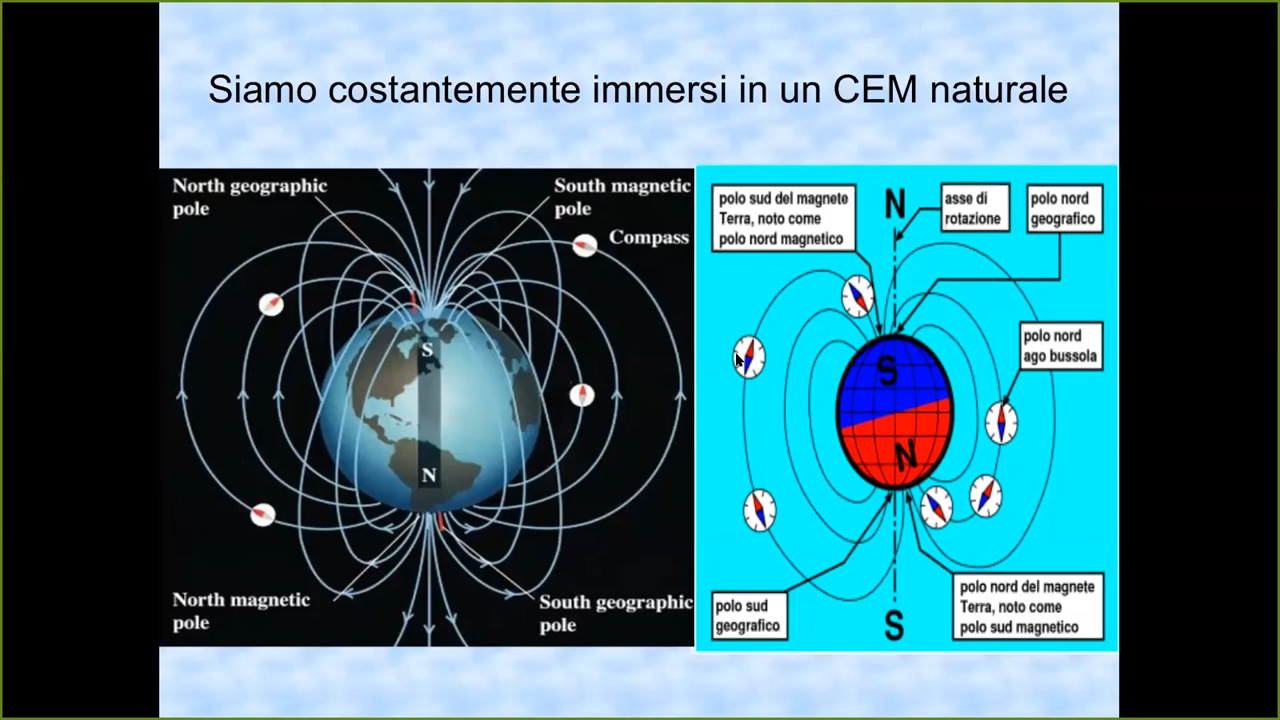 Siamo costantemente immersi in un CEM naturale
North geographic
pole
South magnetic
pole
Compass
S
N
North magnetic
pole
South geographic
pole
polo sud del magnete
Terra, noto come
polo nord magnetico
N
asse di
rotazione
polo nord
geografico
polo nord
ago bussola
S
N
polo sud
geografico
S
polo nord del magnete
Terra, noto come
polo sud magnetico